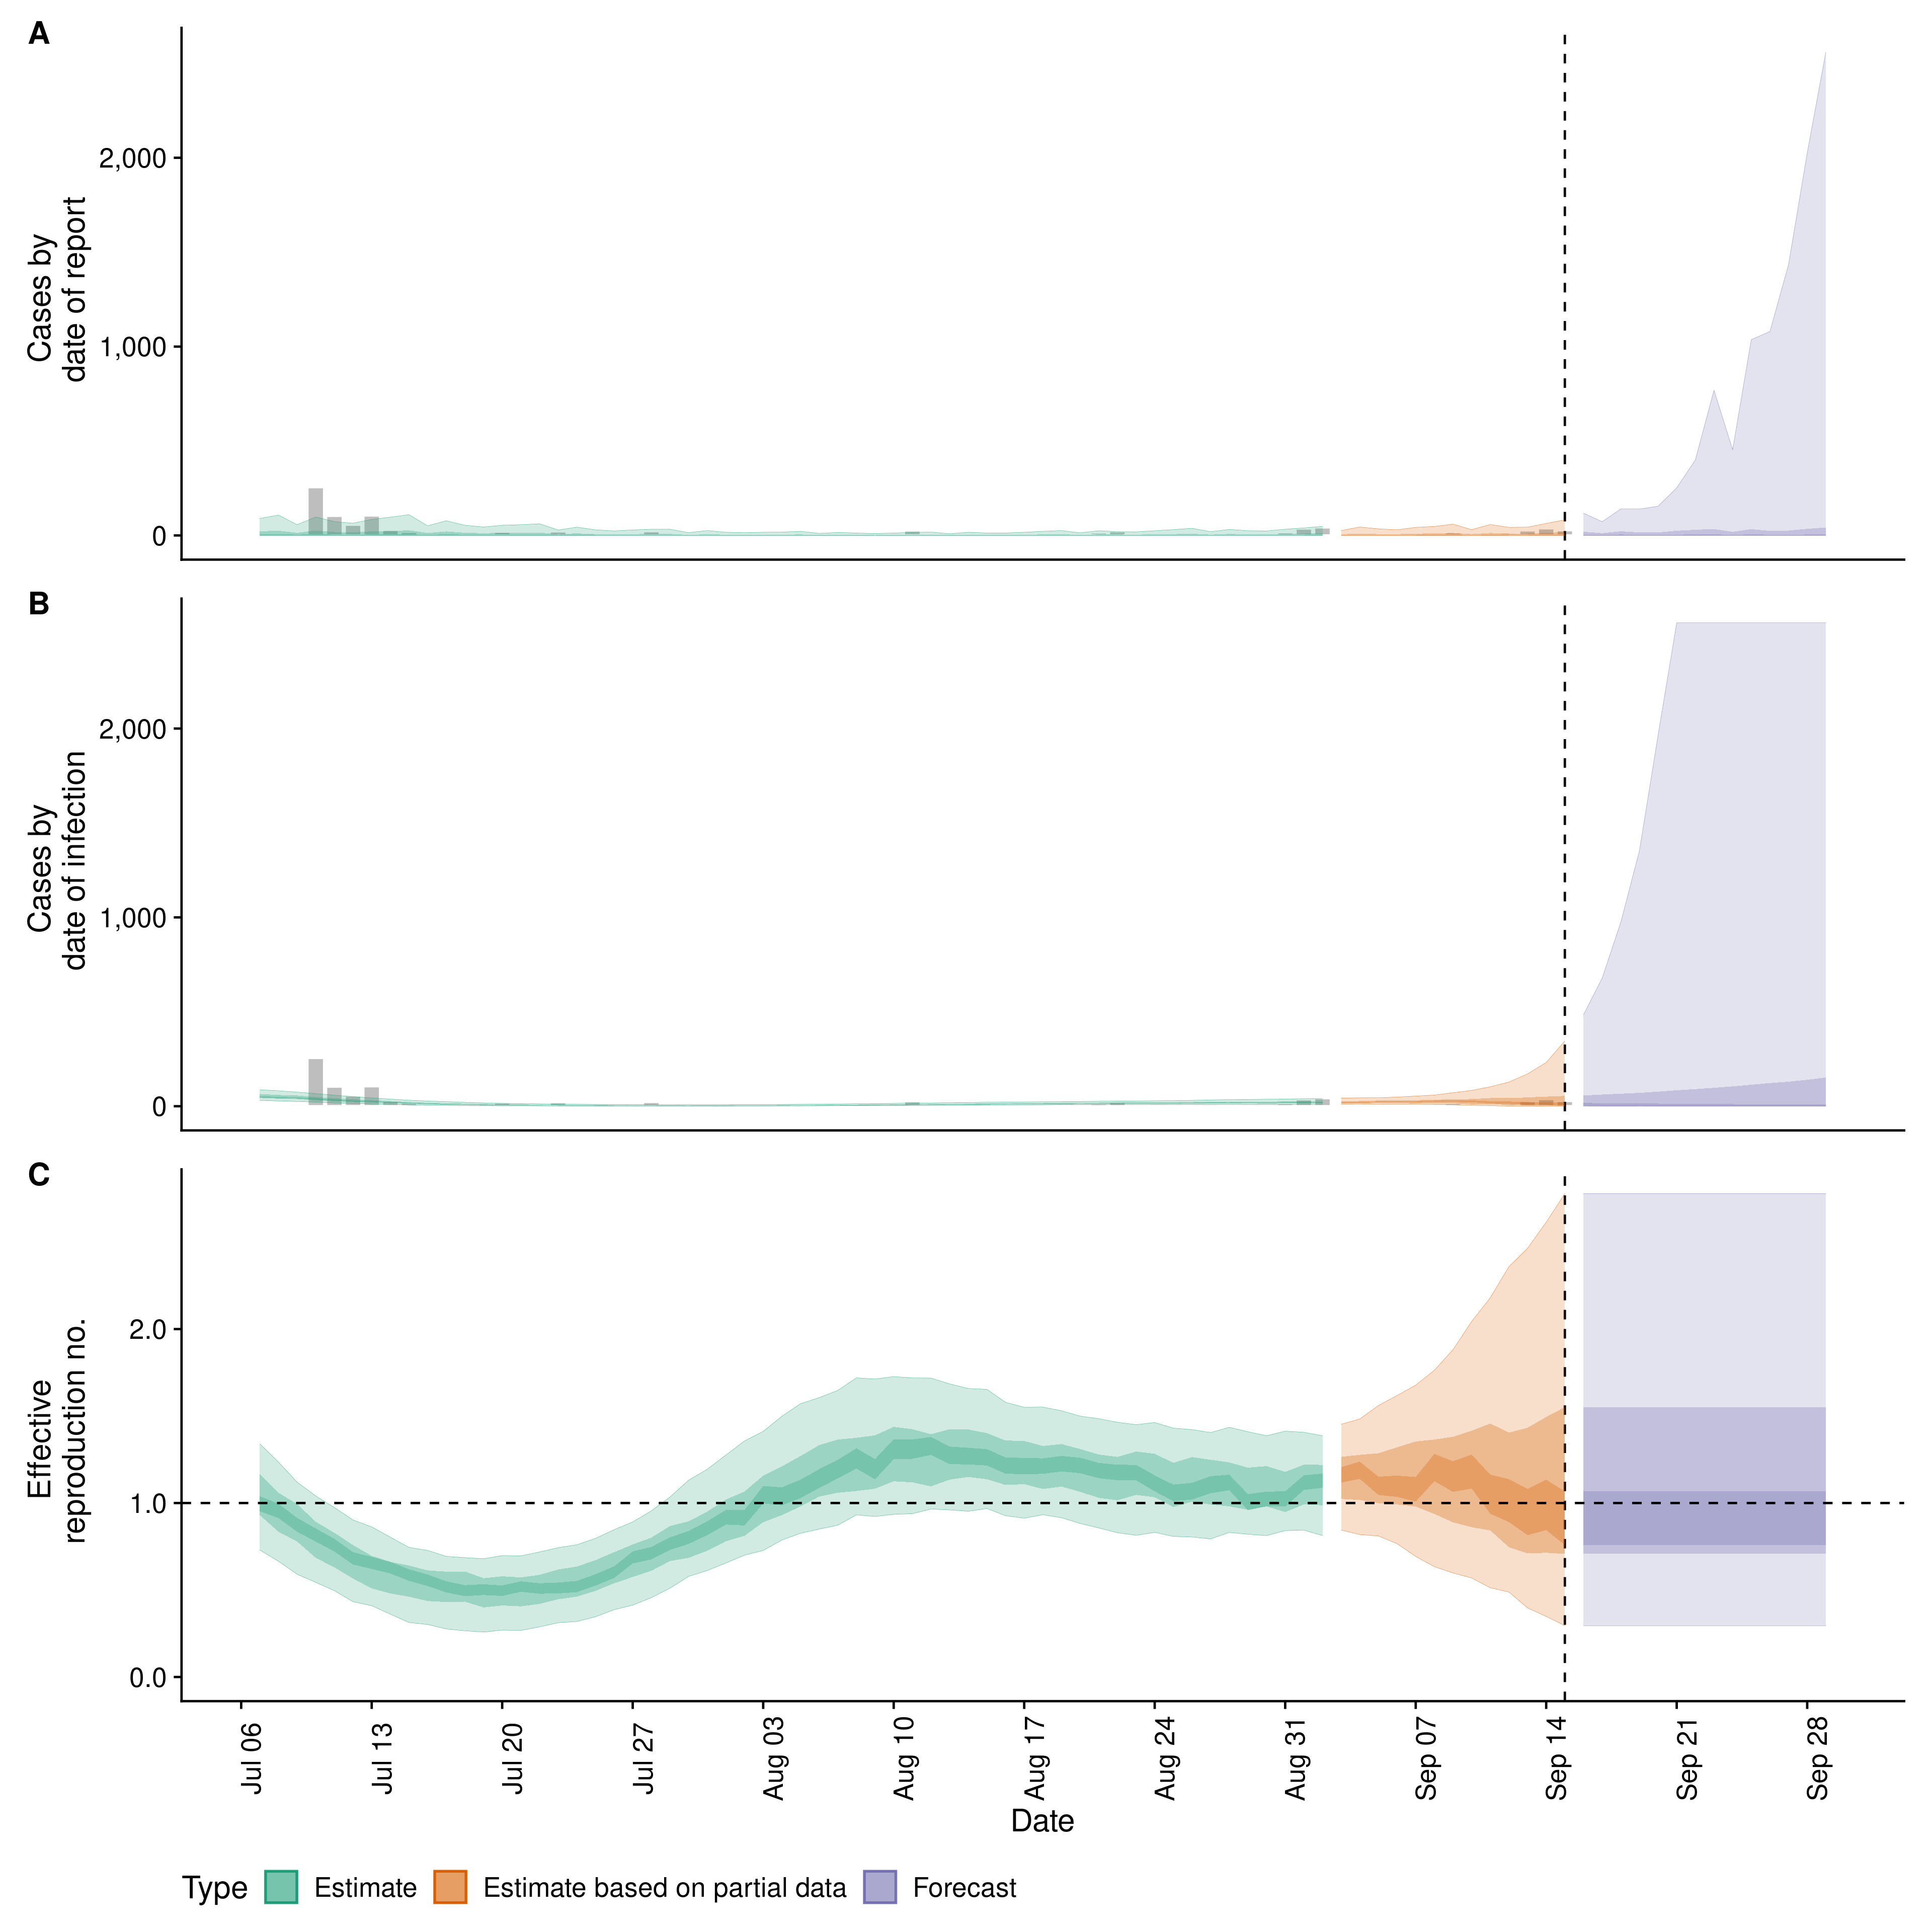 A
Cases by
date of report
2,000
1,000
0
B
Cases by
date of infection
2,000
1,000
0
C
Effective
reproduction no.
2.0
1.0
0.0
Jul 06
Jul 13
Jul 20
Jul 27
Aug 03
Aug 10
Aug 17
Aug 24
Aug 31
Sep 07
Sep 14
Sep 21
Sep 28
Date
Type Estimate Estimate based on partial data Forecast